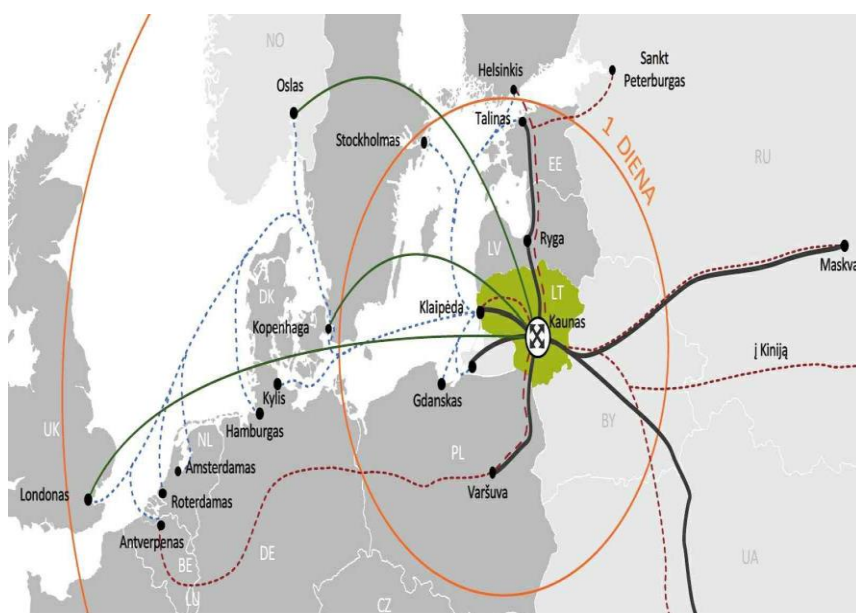 NO
Helsinkis
Sankt
Peterburgas
Oslas
Talinas
Stockholmas
1 DIENA
EE
RU
Ryga
LV
Maskva
LT
DK
Klaipėda
Kaunas
Kopenhaga
į Kiniją
Kylis
Gdanskas
BY
UK
Hamburgas
NL
PL
Amsterdamas
Varšuva
Londonas
Roterdamas
Antverpenas
DE
BE
UA
LU
CZ